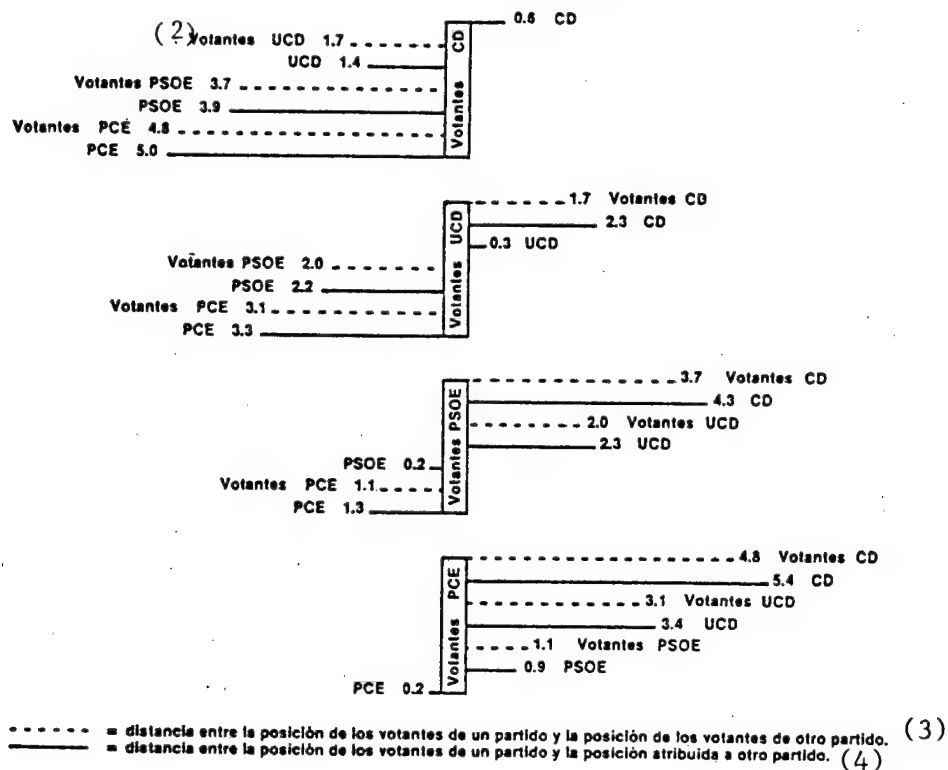 0.6 CD
(2)
Votantes UCD 1.7
UCD 1.4
Votantes PSOE 3.7
PSOE 3.9
Votantes PCE 4.8
PCE 5.0
Votantes CD
1.7 Votantes CD
2.3 CD
0.3 UCD
Votantes PSOE 2.0
PSOE 2.2
Votantes PCE 3.1
PCE 3.3
Votantes UCD
3.7 Votantes CD
4.3 CD
2.0 Votantes UCD
2.3 UCD
PSOE 0.2
Votantes PCE 1.1
PCE 1.3
Votantes PSOE
4.8 Votantes CD
5.4 CD
3.1 Votantes UCD
3.4 UCD
1.1 Votantes PSOE
0.9 PSOE
PCE 0.2
Votantes PCE
= distancia entre la posición de los votantes de un partido y la posición de los votantes de otro partido. (3)
= distancia entre la posición de los votantes de un partido y la posición atribuida a otro partido. (4)